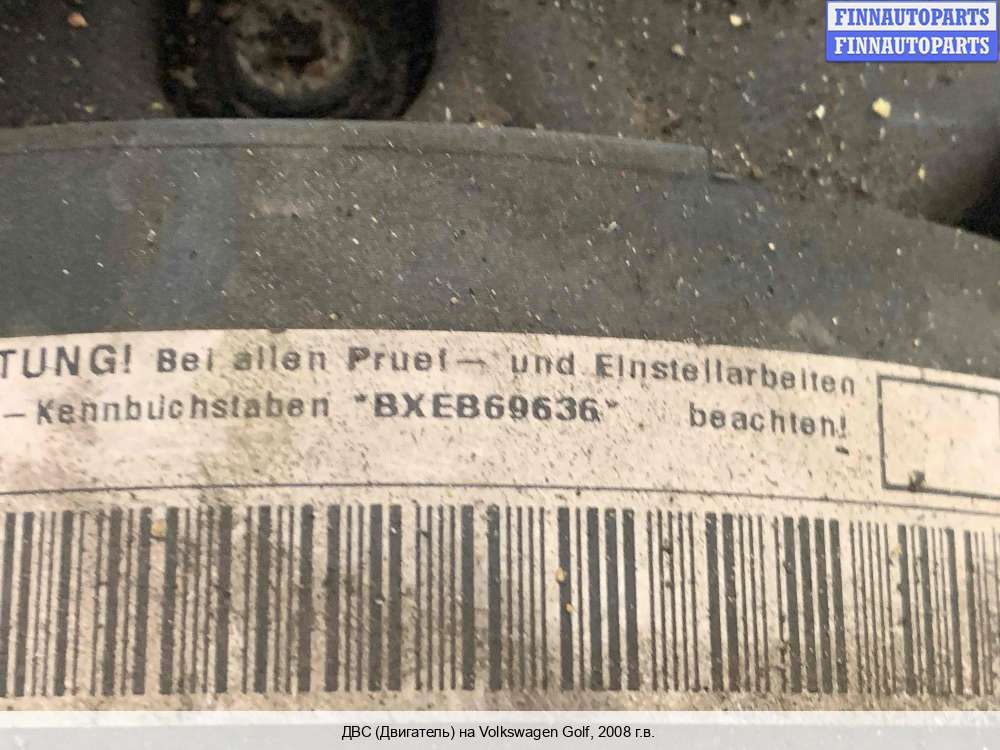 FINNAUTOPARTS
FINNAUTOPARTS
TUNG! Bei allen Pruef- und Einstellarbeiten
-Kennbuchstaben "BXEB69636" beachten!
ДВС (Двигатель) на Volkswagen Golf, 2008 г.в.